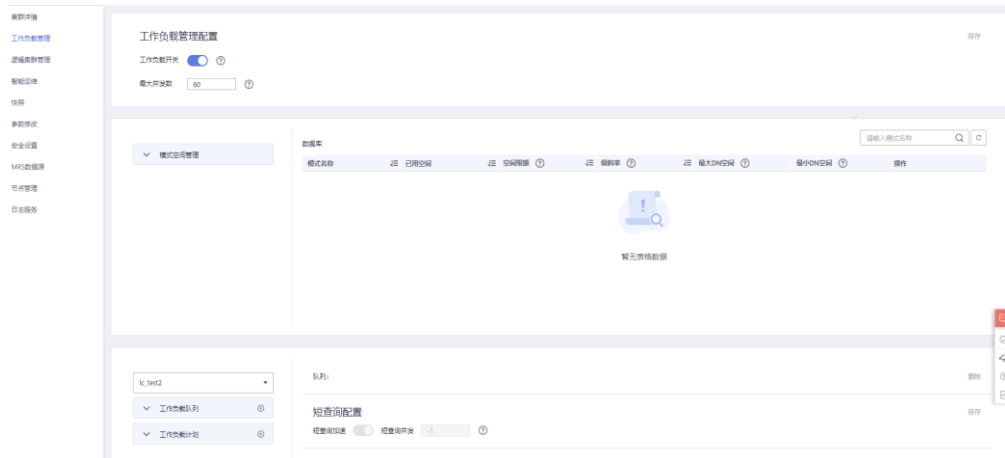 集群详情
工作负载管理
逻辑集群管理
智能运维
快照
参数修改
安全设置
MRS数据源
节点管理
日志服务
工作负载管理配置
保存
工作负载开关
最大并发数 60
模式空间管理
数据库:
请输入模式名称
模式名称 已用空间 空间限额 倾斜率 最大DN空间 最小DN空间 操作
暂无表格数据
lc_test2
工作负载队列
工作负载计划
队列:
删除
短查询配置
保存
短查询加速 短查询并发 -1